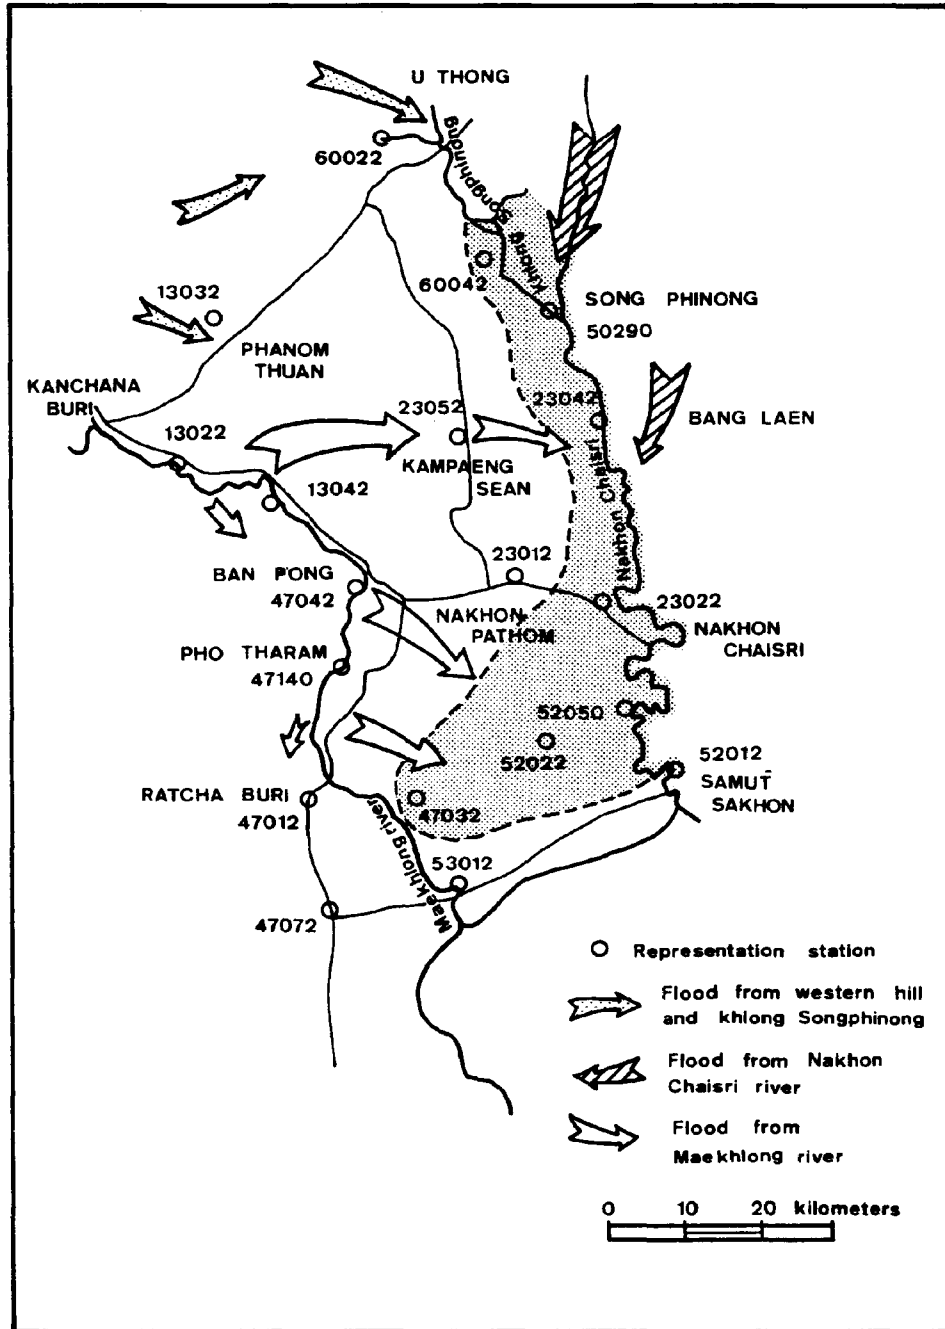 U THONG
60022
Songphinong
Khlong Songphinong
60042
SONG PHINONG
50290
13032
PHANOM
THUAN
KANCHANA
BURI
13022
23052
23042
BANG LAEN
KAMPAENG
SEAN
13042
Nakhon Chaisri
BAN PONG
47042
23012
23022
NAKHON
PATHOM
NAKHON
CHAISRI
PHO THARAM
47140
52050
52022
52012
SAMUT
SAKHON
RATCHA BURI
47012
47032
Maekhlong river
53012
47072
Representation station
Flood from western hill
and khlong Songphinong
Flood from Nakhon
Chaisri river
Flood from
Maekhlong river
0 10 20 kilometers